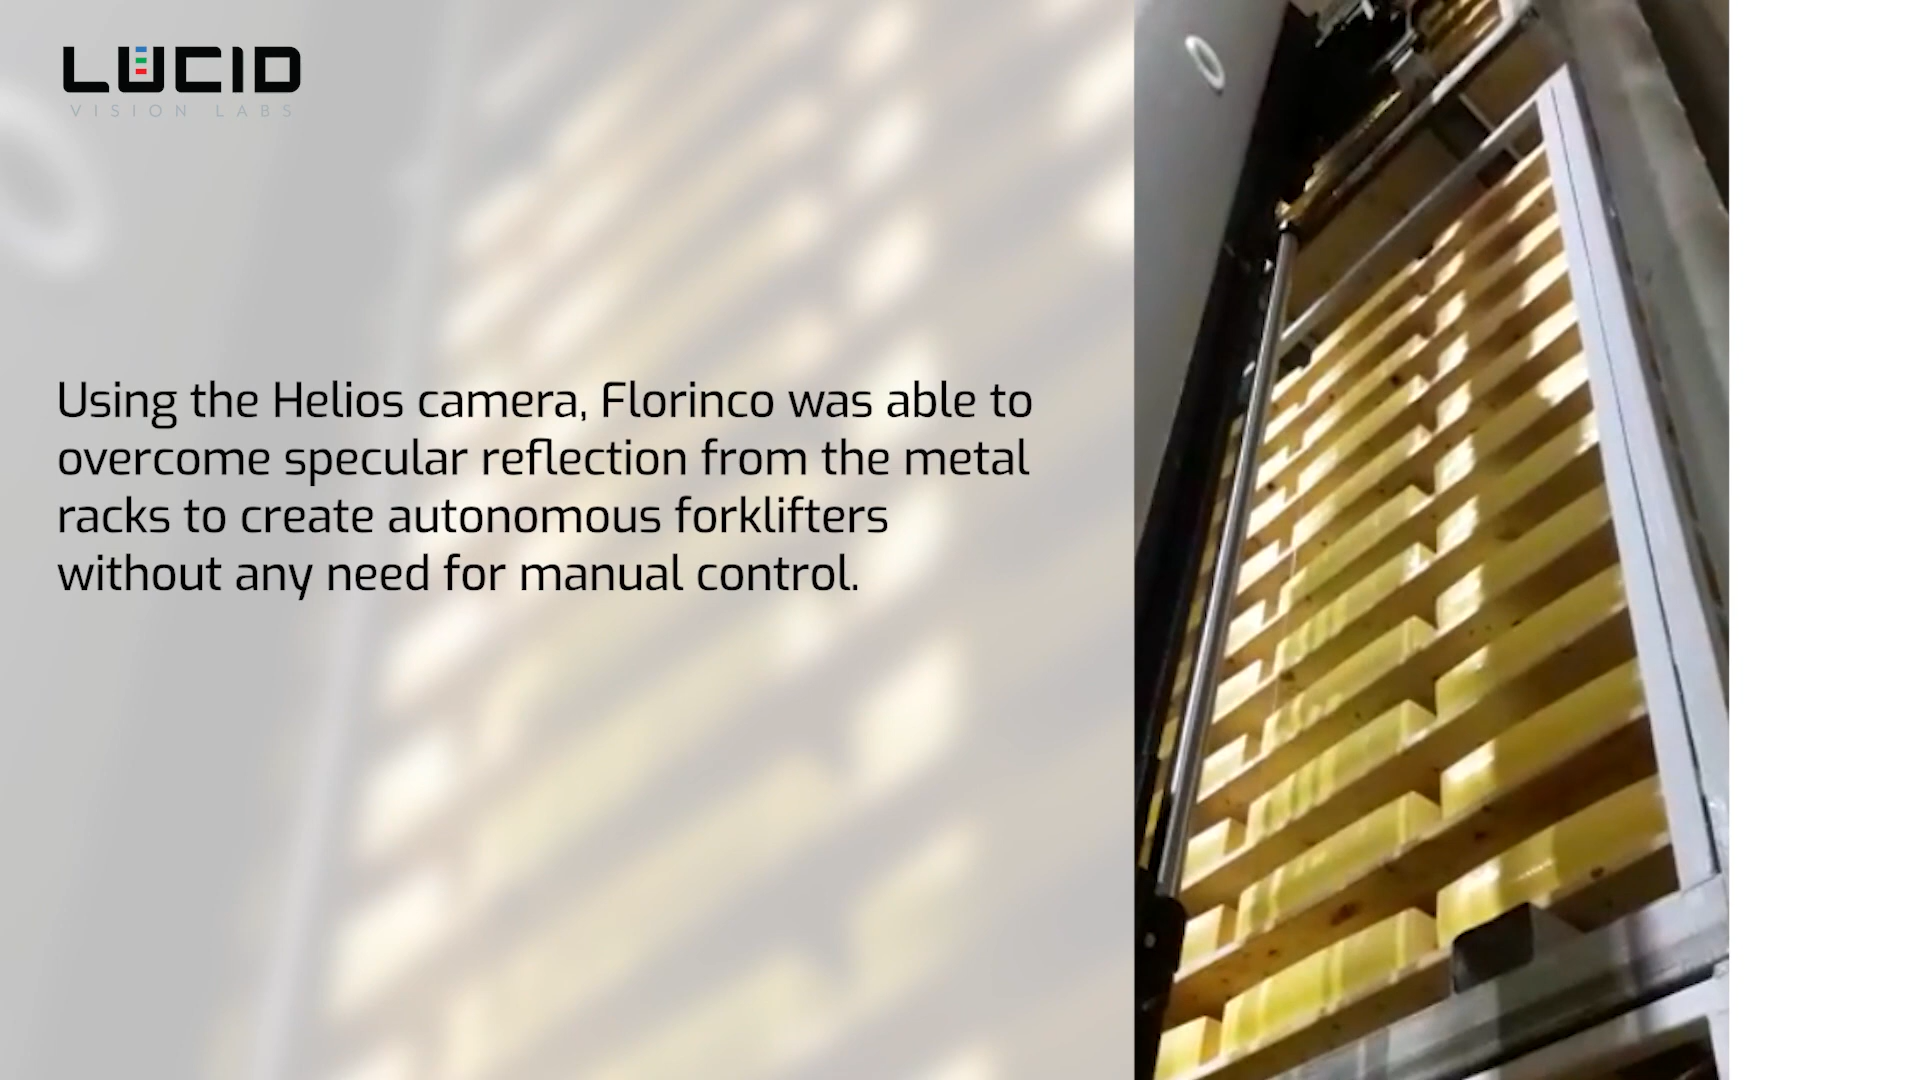 LUCID
VISION LABS
Using the Helios camera, Florinco was able to
overcome specular reflection from the metal
racks to create autonomous forklifters
without any need for manual control.